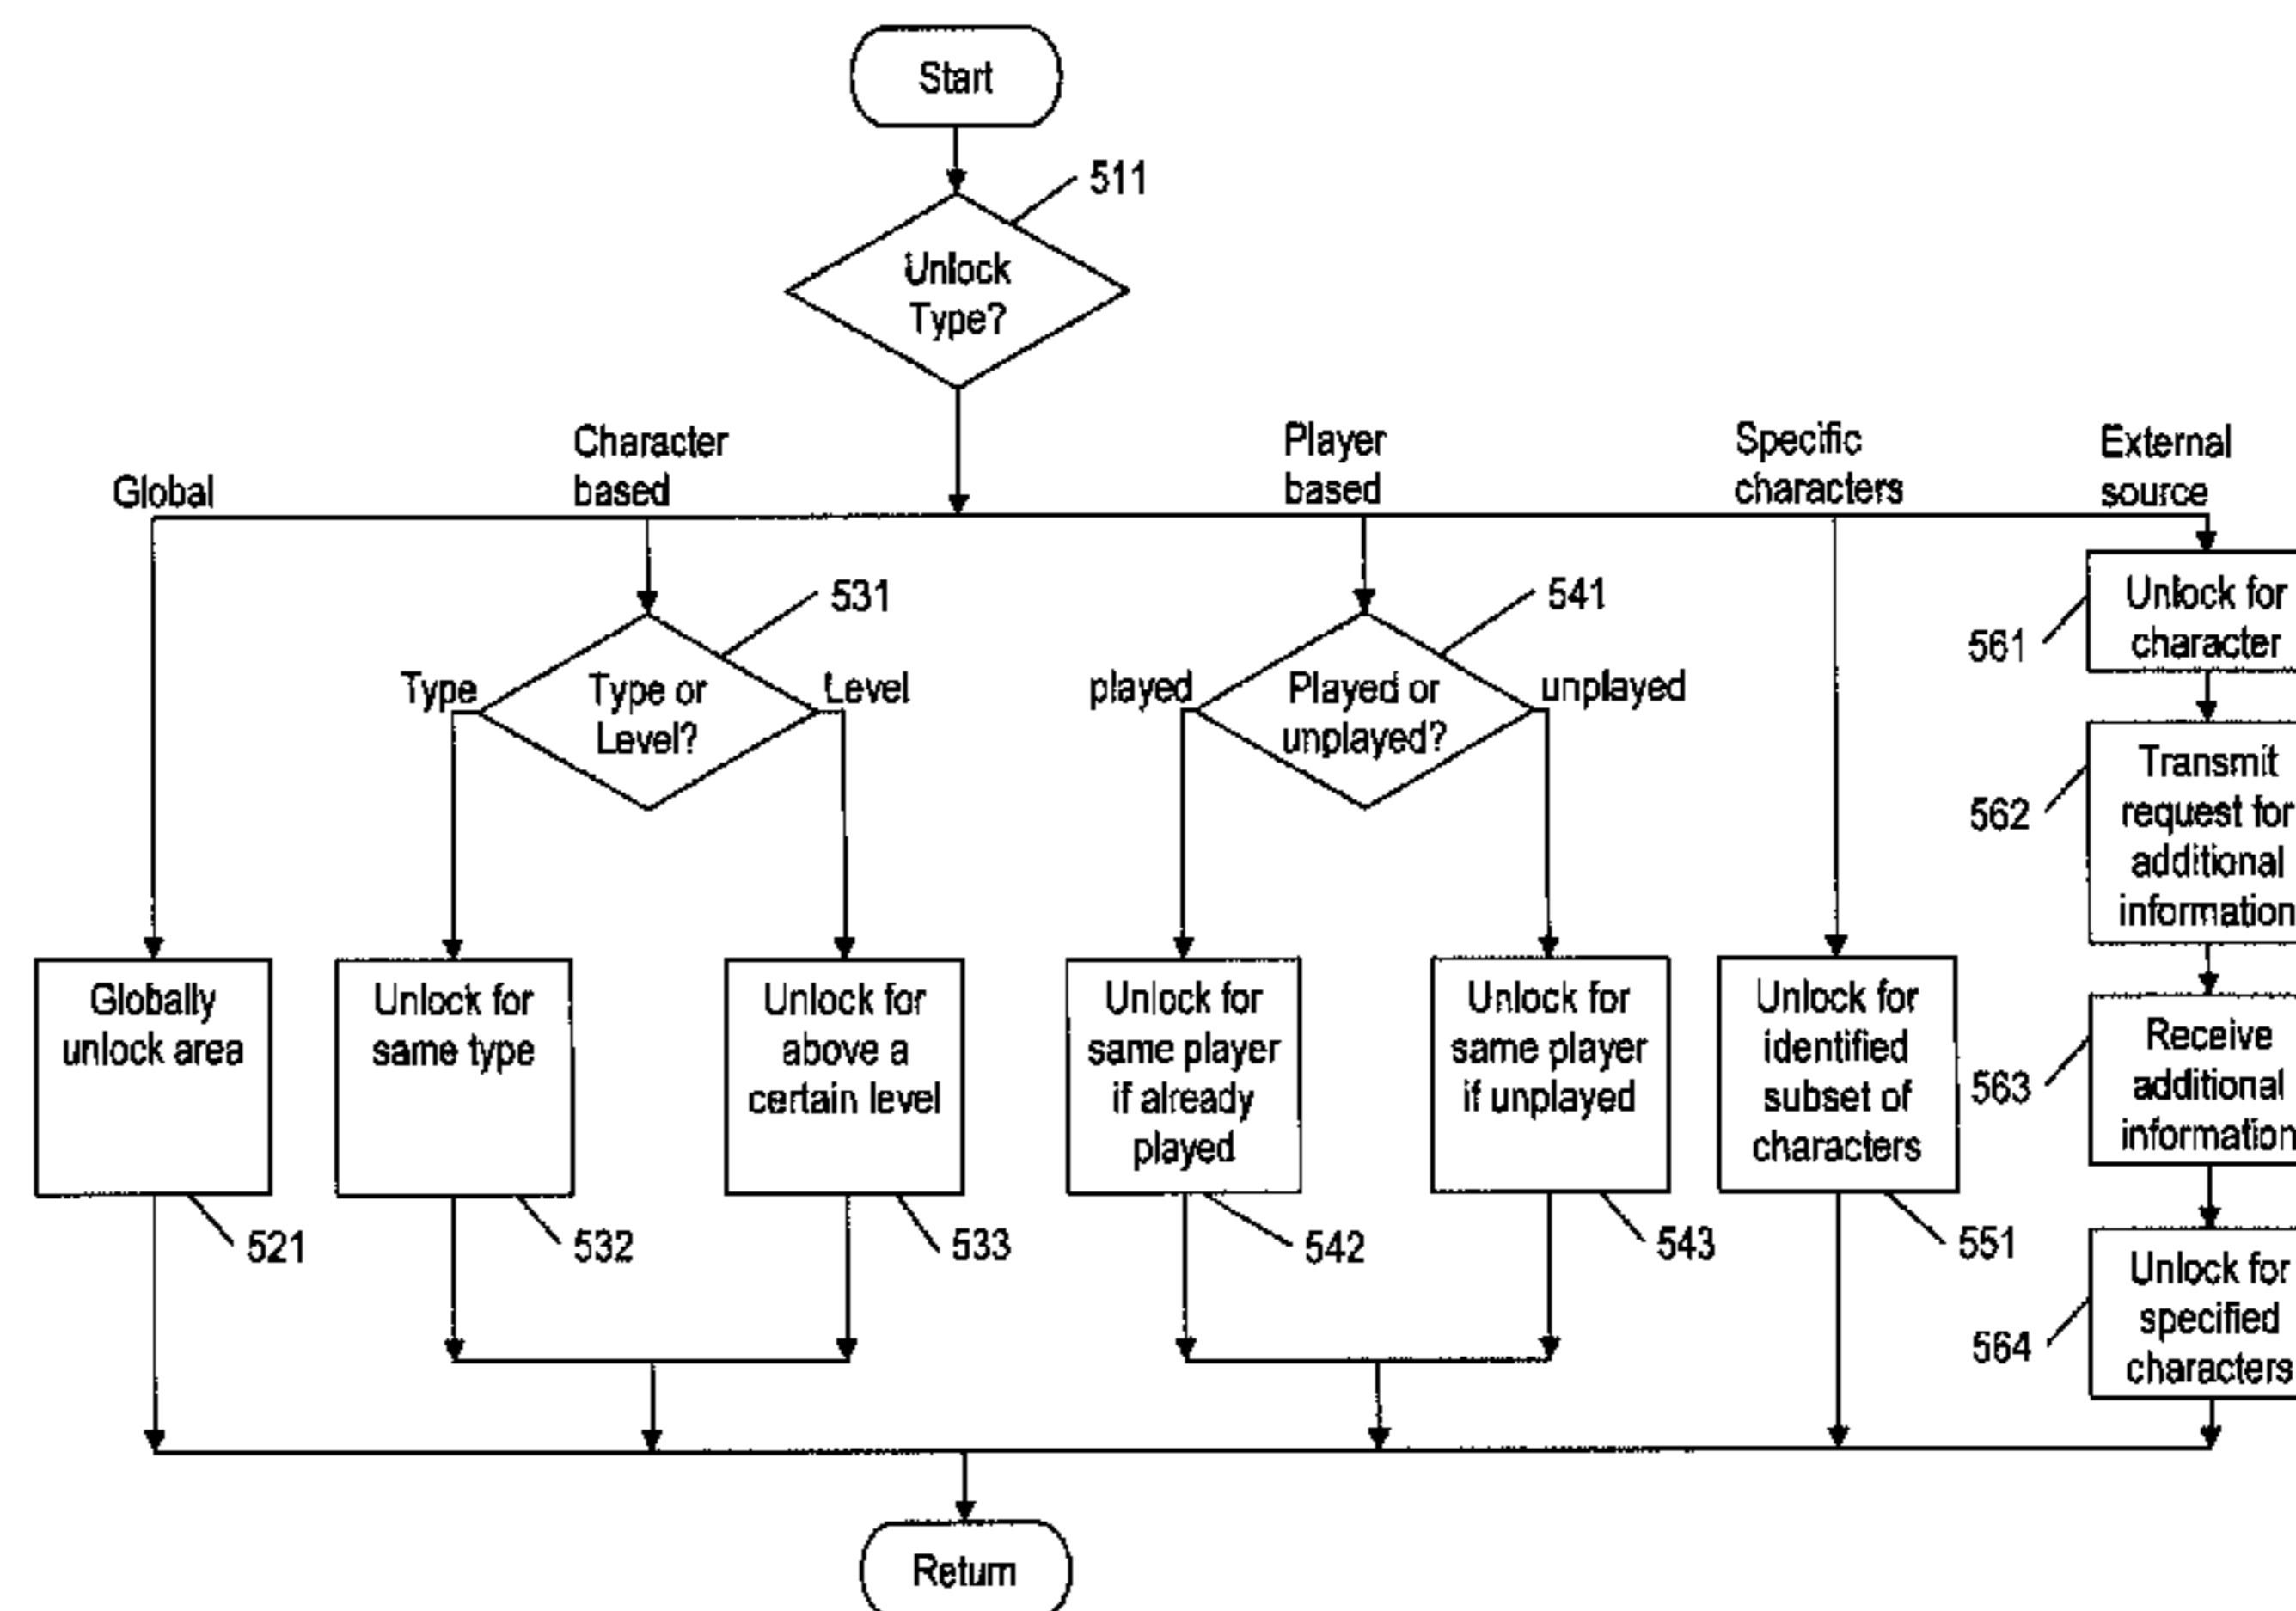 Start
511
Unlock
Type?
Global
Character
based
Player
based
Specific
characters
External
source
531
Type
Type or
Level?
Level
541
played
Played or
unplayed?
unplayed
561
Unlock for
character
562
Transmit
request for
additional
information
Globally
unlock area
521
Unlock for
same type
532
Unlock for
above a
certain level
533
Unlock for
same player
if already
played
542
Unlock for
same player
if unplayed
543
Unlock for
identified
subset of
characters
551
563
Receive
additional
information
564
Unlock for
specified
characters
Return